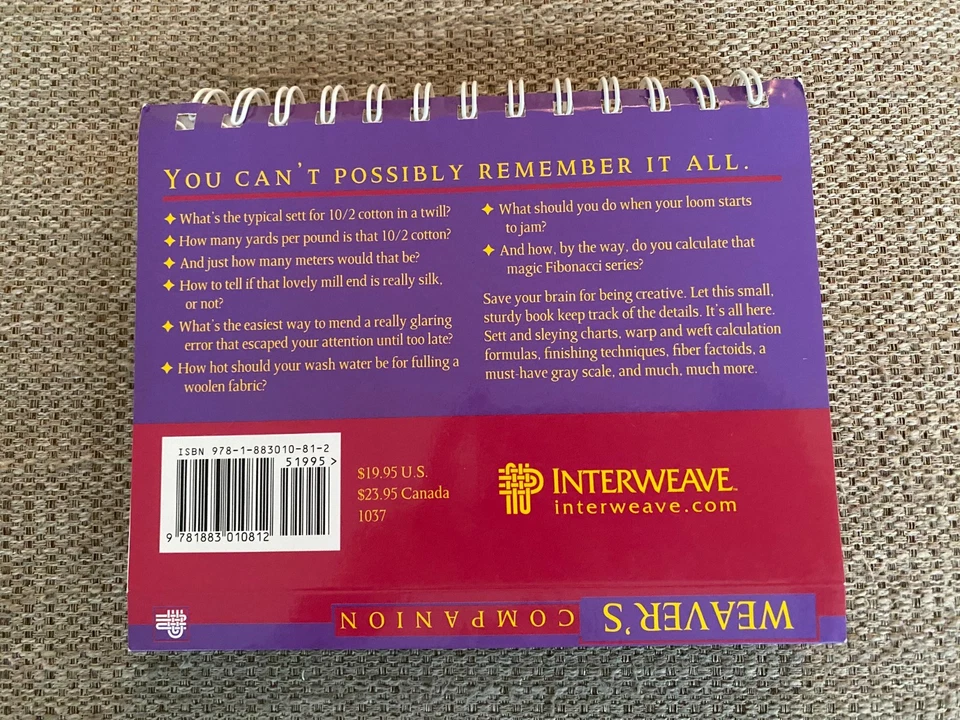 YOU CAN'T POSSIBLY REMEMBER IT ALL.
What's the typical sett for 10/2 cotton in a twill?
How many yards per pound is that 10/2 cotton?
And just how many meters would that be?
How to tell if that lovely mill end is really silk,
or not?
What's the easiest way to mend a really glaring
error that escaped your attention until too late?
How hot should your wash water be for fulling a
woolen fabric?
What should you do when your loom starts
to jam?
And how, by the way, do you calculate that
magic Fibonacci series?
Save your brain for being creative. Let this small,
sturdy book keep track of the details. It's all here.
Sett and sleying charts, warp and weft calculation
formulas, finishing techniques, fiber factoids, a
must-have gray scale, and much, much more.
ISBN 978-1-883010-81-2
51995 >
9 781883 010812
$19.95 U.S.
$23.95 Canada
1037
INTERWEAVE™
interweave.com
WEAVER'S COMPANION